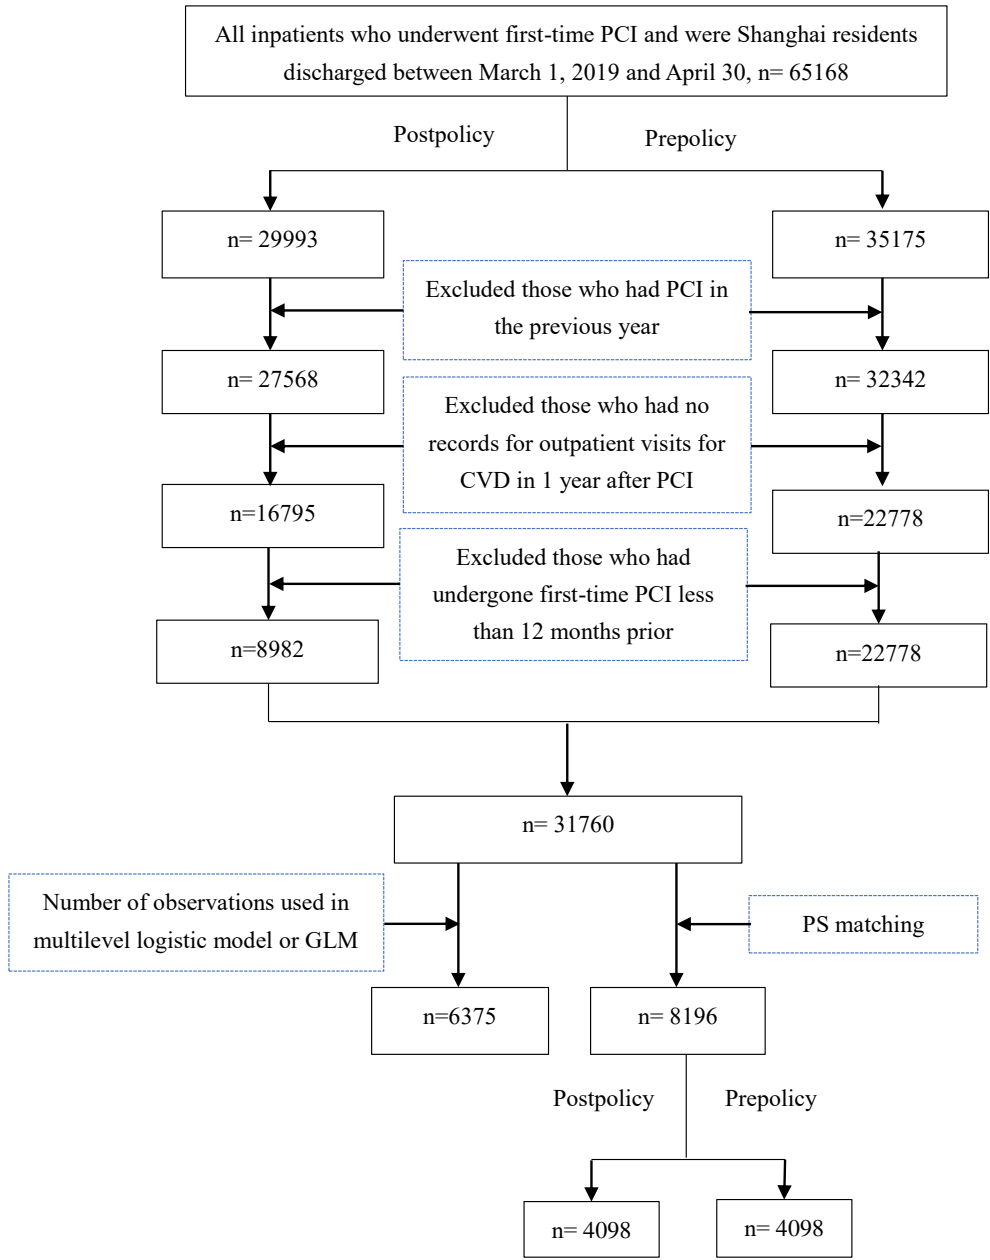 All inpatients who underwent first-time PCI and were Shanghai residents
discharged between March 1, 2019 and April 30, n= 65168
Postpolicy
Prepolicy
n= 29993
n= 35175
Excluded those who had PCI in
the previous year
n= 27568
n= 32342
Excluded those who had no
records for outpatient visits for
CVD in 1 year after PCI
n=16795
n=22778
Excluded those who had
undergone first-time PCI less
than 12 months prior
n=8982
n=22778
n= 31760
Number of observations used in
multilevel logistic model or GLM
PS matching
n=6375
n= 8196
Postpolicy
Prepolicy
n= 4098
n= 4098